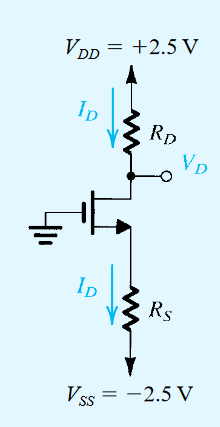 V_DD = +2.5 V
I_D
R_D
V_D
I_D
R_S
V_SS = −2.5 V